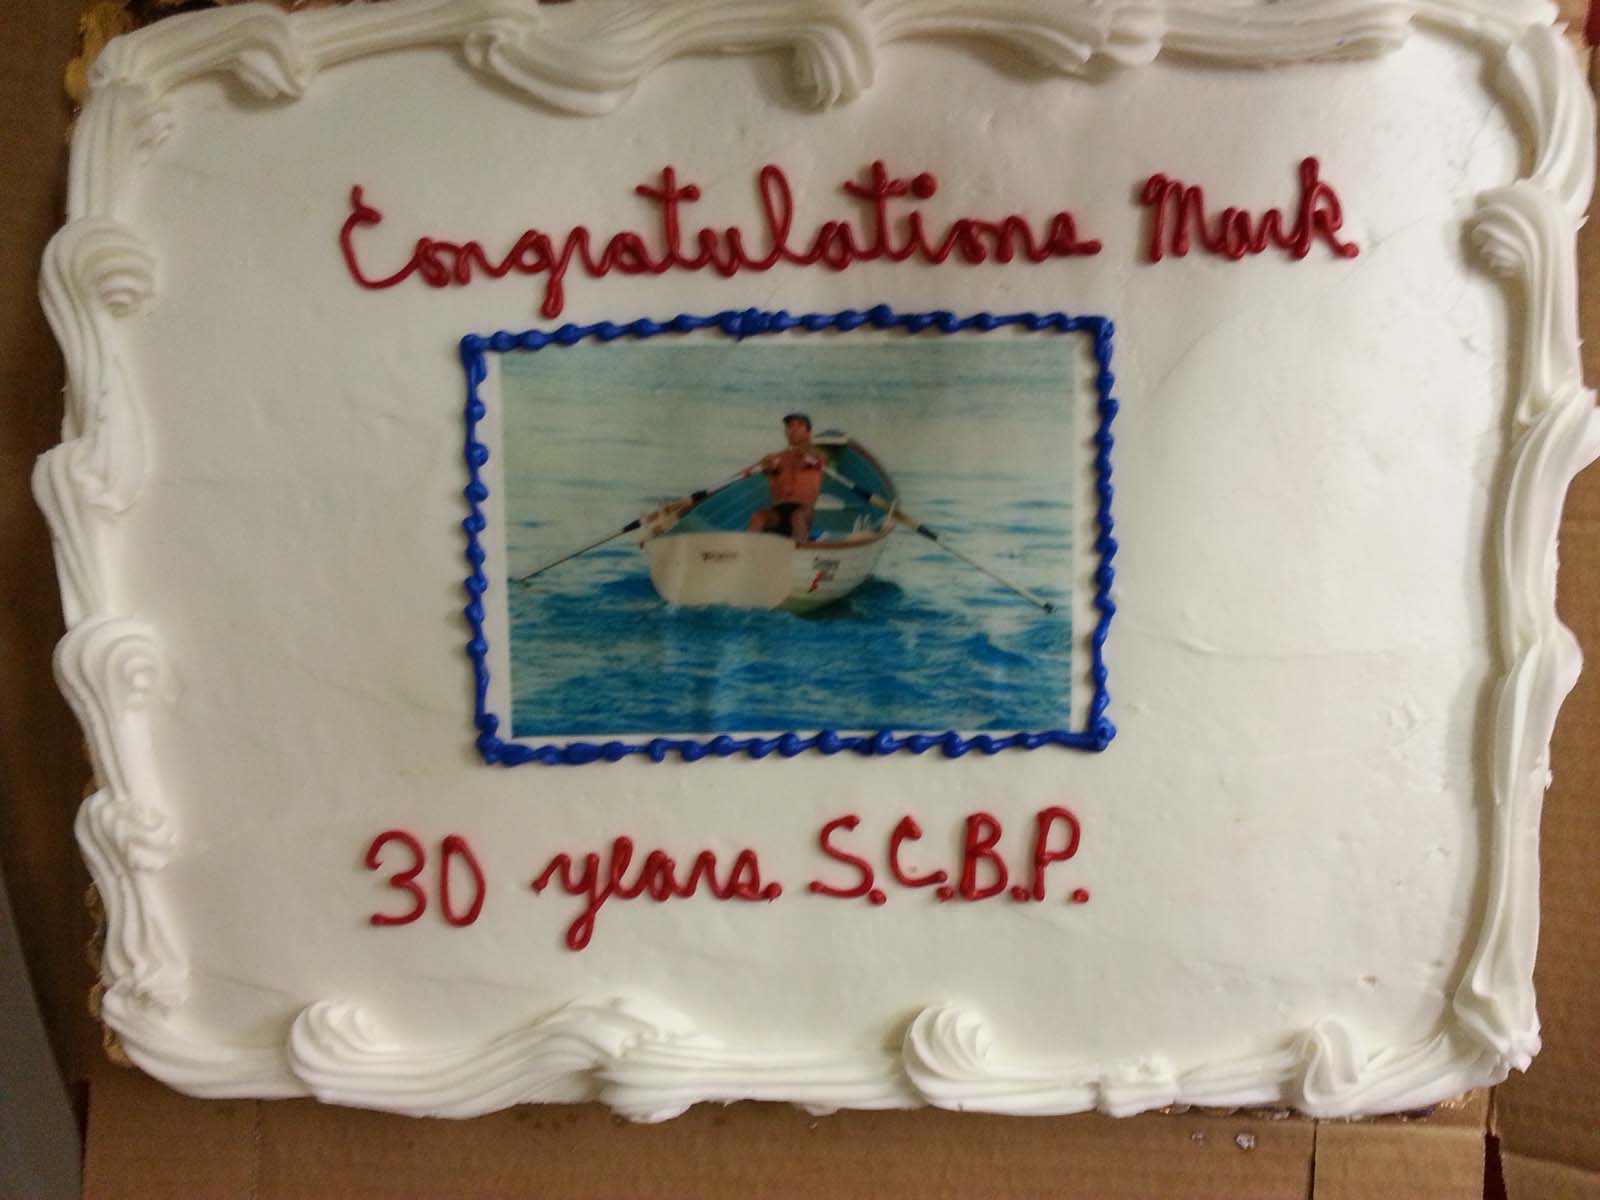 Congratulations Mark
30 years S.C.B.P.